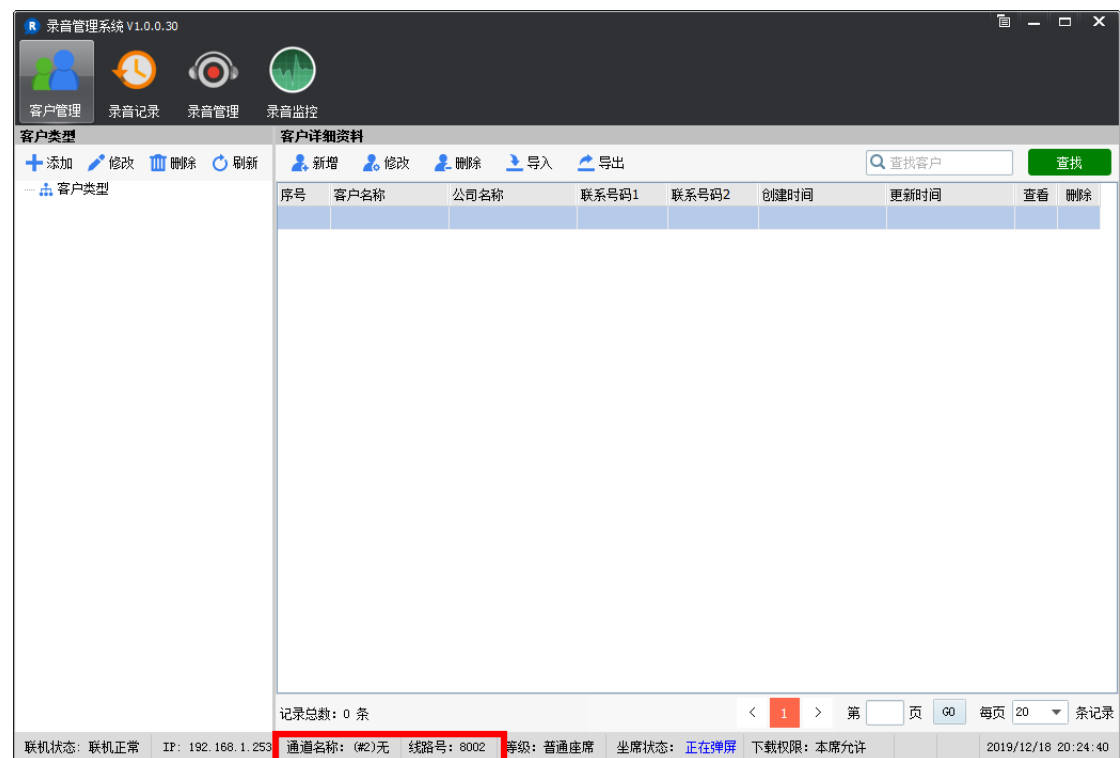 录音管理系统 V1.0.0.30
客户管理 录音记录 录音管理 录音监控
客户类型 客户详细资料
添加 修改 删除 刷新 新增 修改 删除 导入 导出 查找客户 查找
客户类型
序号 客户名称 公司名称 联系号码1 联系号码2 创建时间 更新时间 查看 删除
记录总数: 0 条 < 1 > 第 页 GO 每页 20 条记录
联机状态: 联机正常 IP: 192.168.1.253 通道名称: (#2)无 线路号: 8002 等级: 普通座席 坐席状态: 正在弹屏 下载权限: 本席允许 2019/12/18 20:24:40